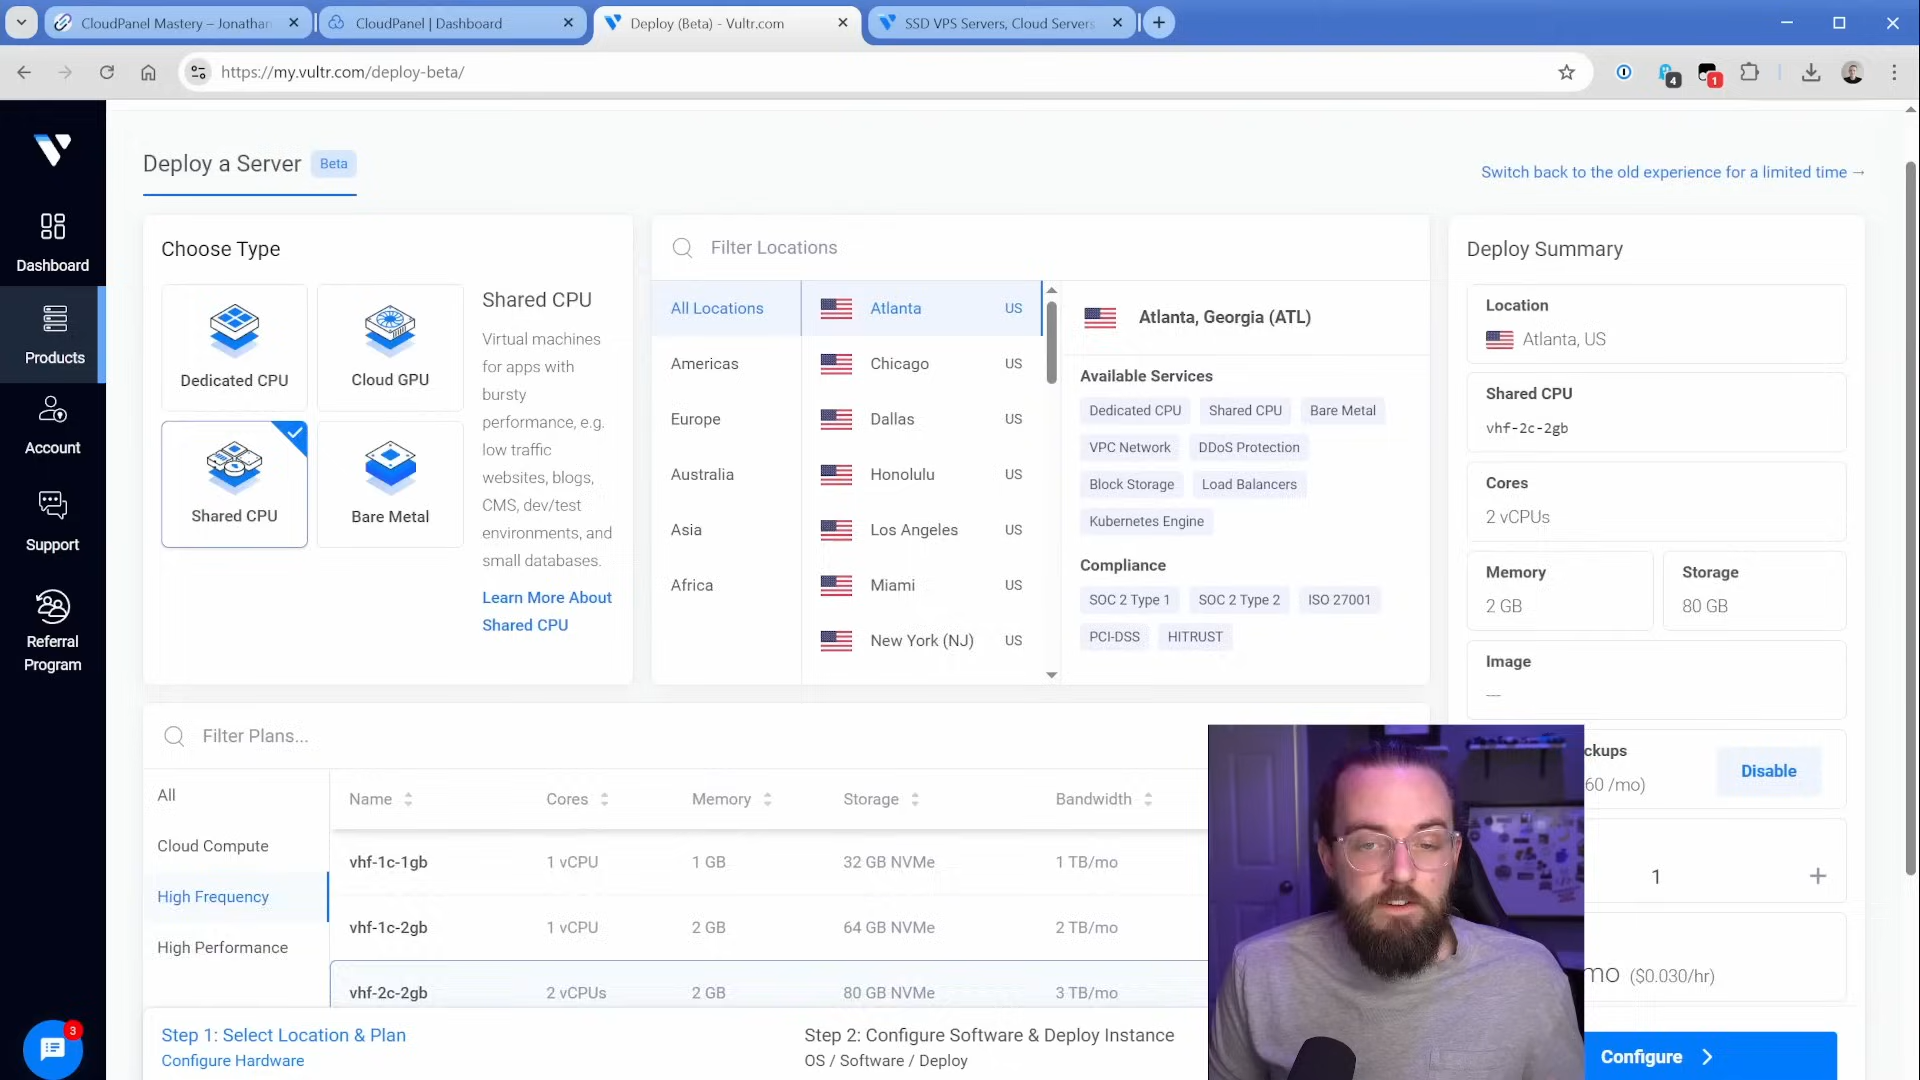 CloudPanel Mastery – Jonathan
CloudPanel | Dashboard
Deploy (Beta) - Vultr.com
SSD VPS Servers, Cloud Servers
https://my.vultr.com/deploy-beta/
4
1
Dashboard
Products
Account
Support
Referral
Program
3
Deploy a Server
Beta
Switch back to the old experience for a limited time →
Choose Type
Dedicated CPU
Cloud GPU
Shared CPU
Bare Metal
Shared CPU
Virtual machines
for apps with
bursty
performance, e.g.
low traffic
websites, blogs,
CMS, dev/test
environments, and
small databases.
Learn More About
Shared CPU
Filter Locations
All Locations
Americas
Europe
Australia
Asia
Africa
Atlanta US
Chicago US
Dallas US
Honolulu US
Los Angeles US
Miami US
New York (NJ) US
Atlanta, Georgia (ATL)
Available Services
Dedicated CPU Shared CPU Bare Metal
VPC Network DDoS Protection
Block Storage Load Balancers
Kubernetes Engine
Compliance
SOC 2 Type 1 SOC 2 Type 2 ISO 27001
PCI-DSS HITRUST
Deploy Summary
Location
Atlanta, US
Shared CPU
vhf-2c-2gb
Cores
2 vCPUs
Memory
2 GB
Storage
80 GB
Image
---
ckups
60 /mo)
Disable
1 +
mo ($0.030/hr)
Configure
Filter Plans...
All
Cloud Compute
High Frequency
High Performance
Name Cores Memory Storage Bandwidth
vhf-1c-1gb 1 vCPU 1 GB 32 GB NVMe 1 TB/mo
vhf-1c-2gb 1 vCPU 2 GB 64 GB NVMe 2 TB/mo
vhf-2c-2gb 2 vCPUs 2 GB 80 GB NVMe 3 TB/mo
Step 1: Select Location & Plan
Configure Hardware
Step 2: Configure Software & Deploy Instance
OS / Software / Deploy